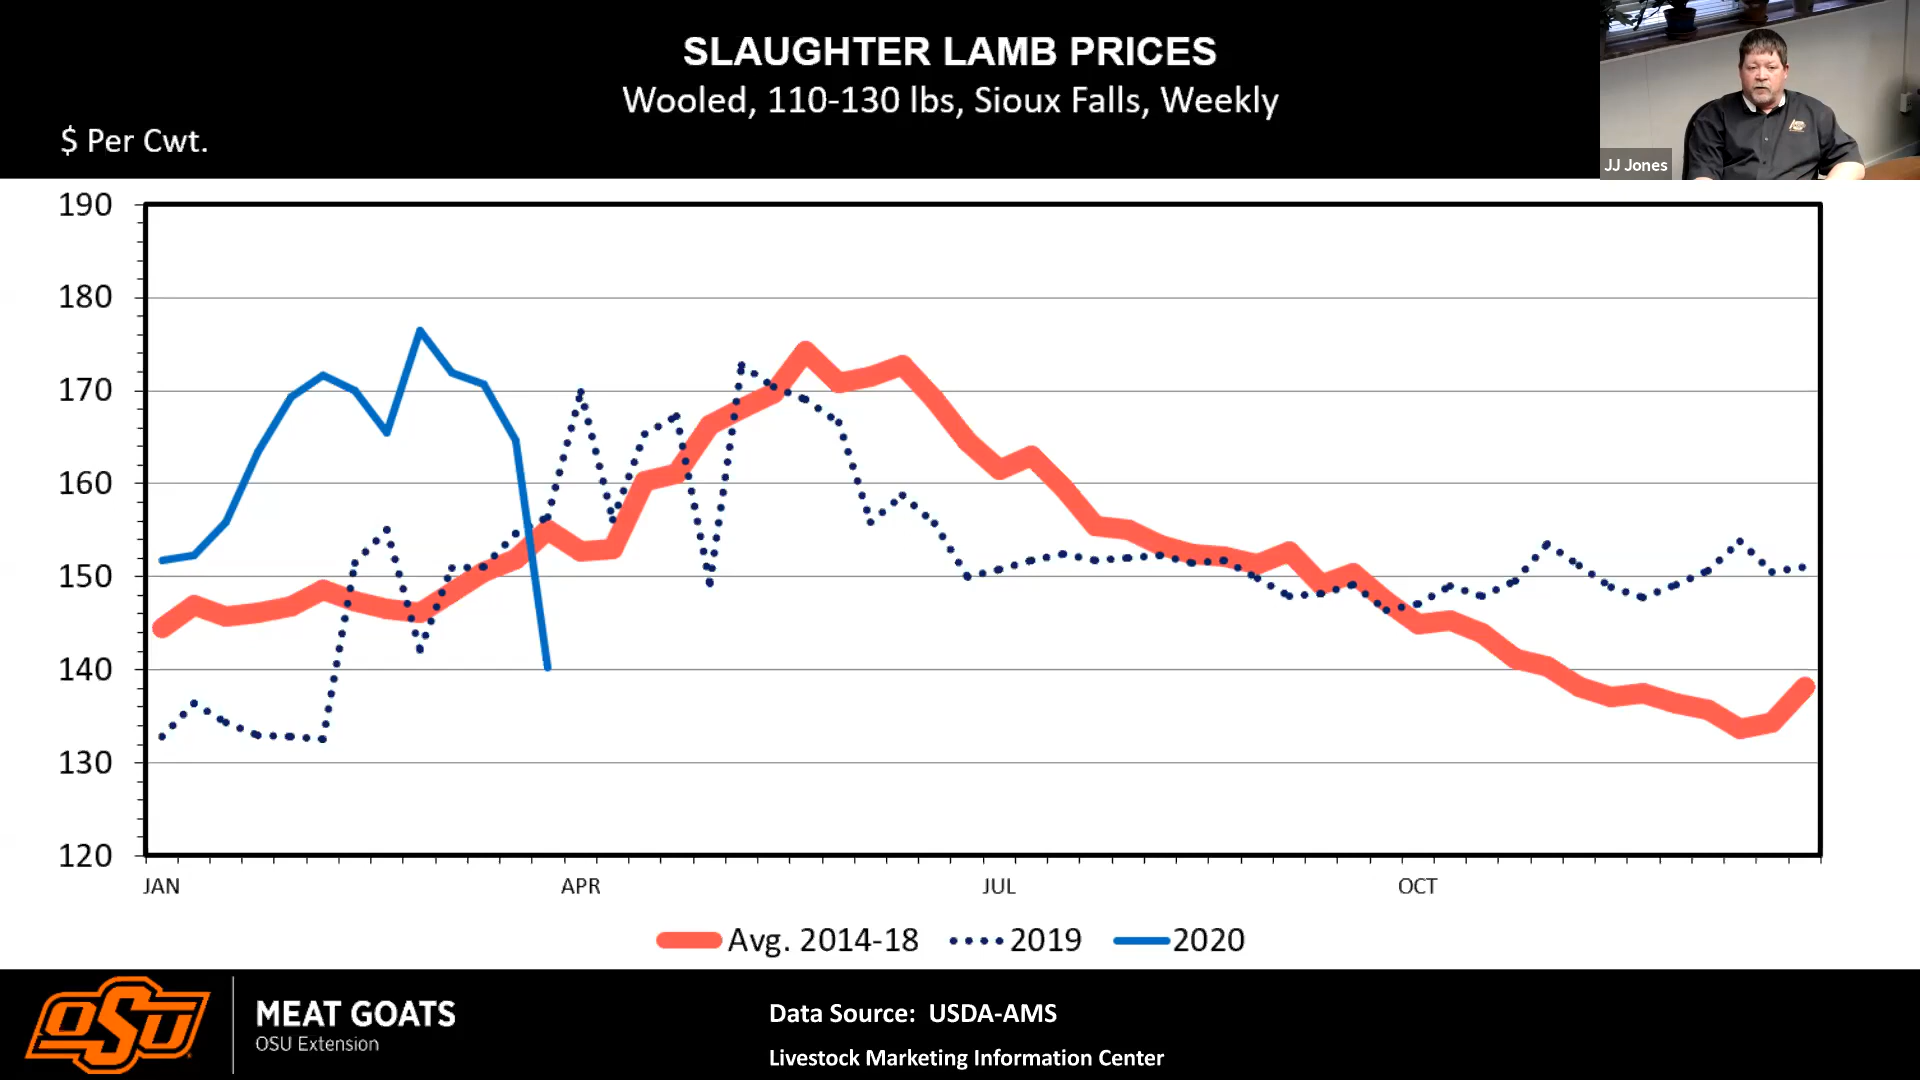 SLAUGHTER LAMB PRICES
Wooled, 110-130 lbs, Sioux Falls, Weekly
$ Per Cwt.
JJ Jones
190
180
170
160
150
140
130
120
JAN APR JUL OCT
Avg. 2014-18 2019 2020
OSU
MEAT GOATS
OSU Extension
Data Source: USDA-AMS
Livestock Marketing Information Center